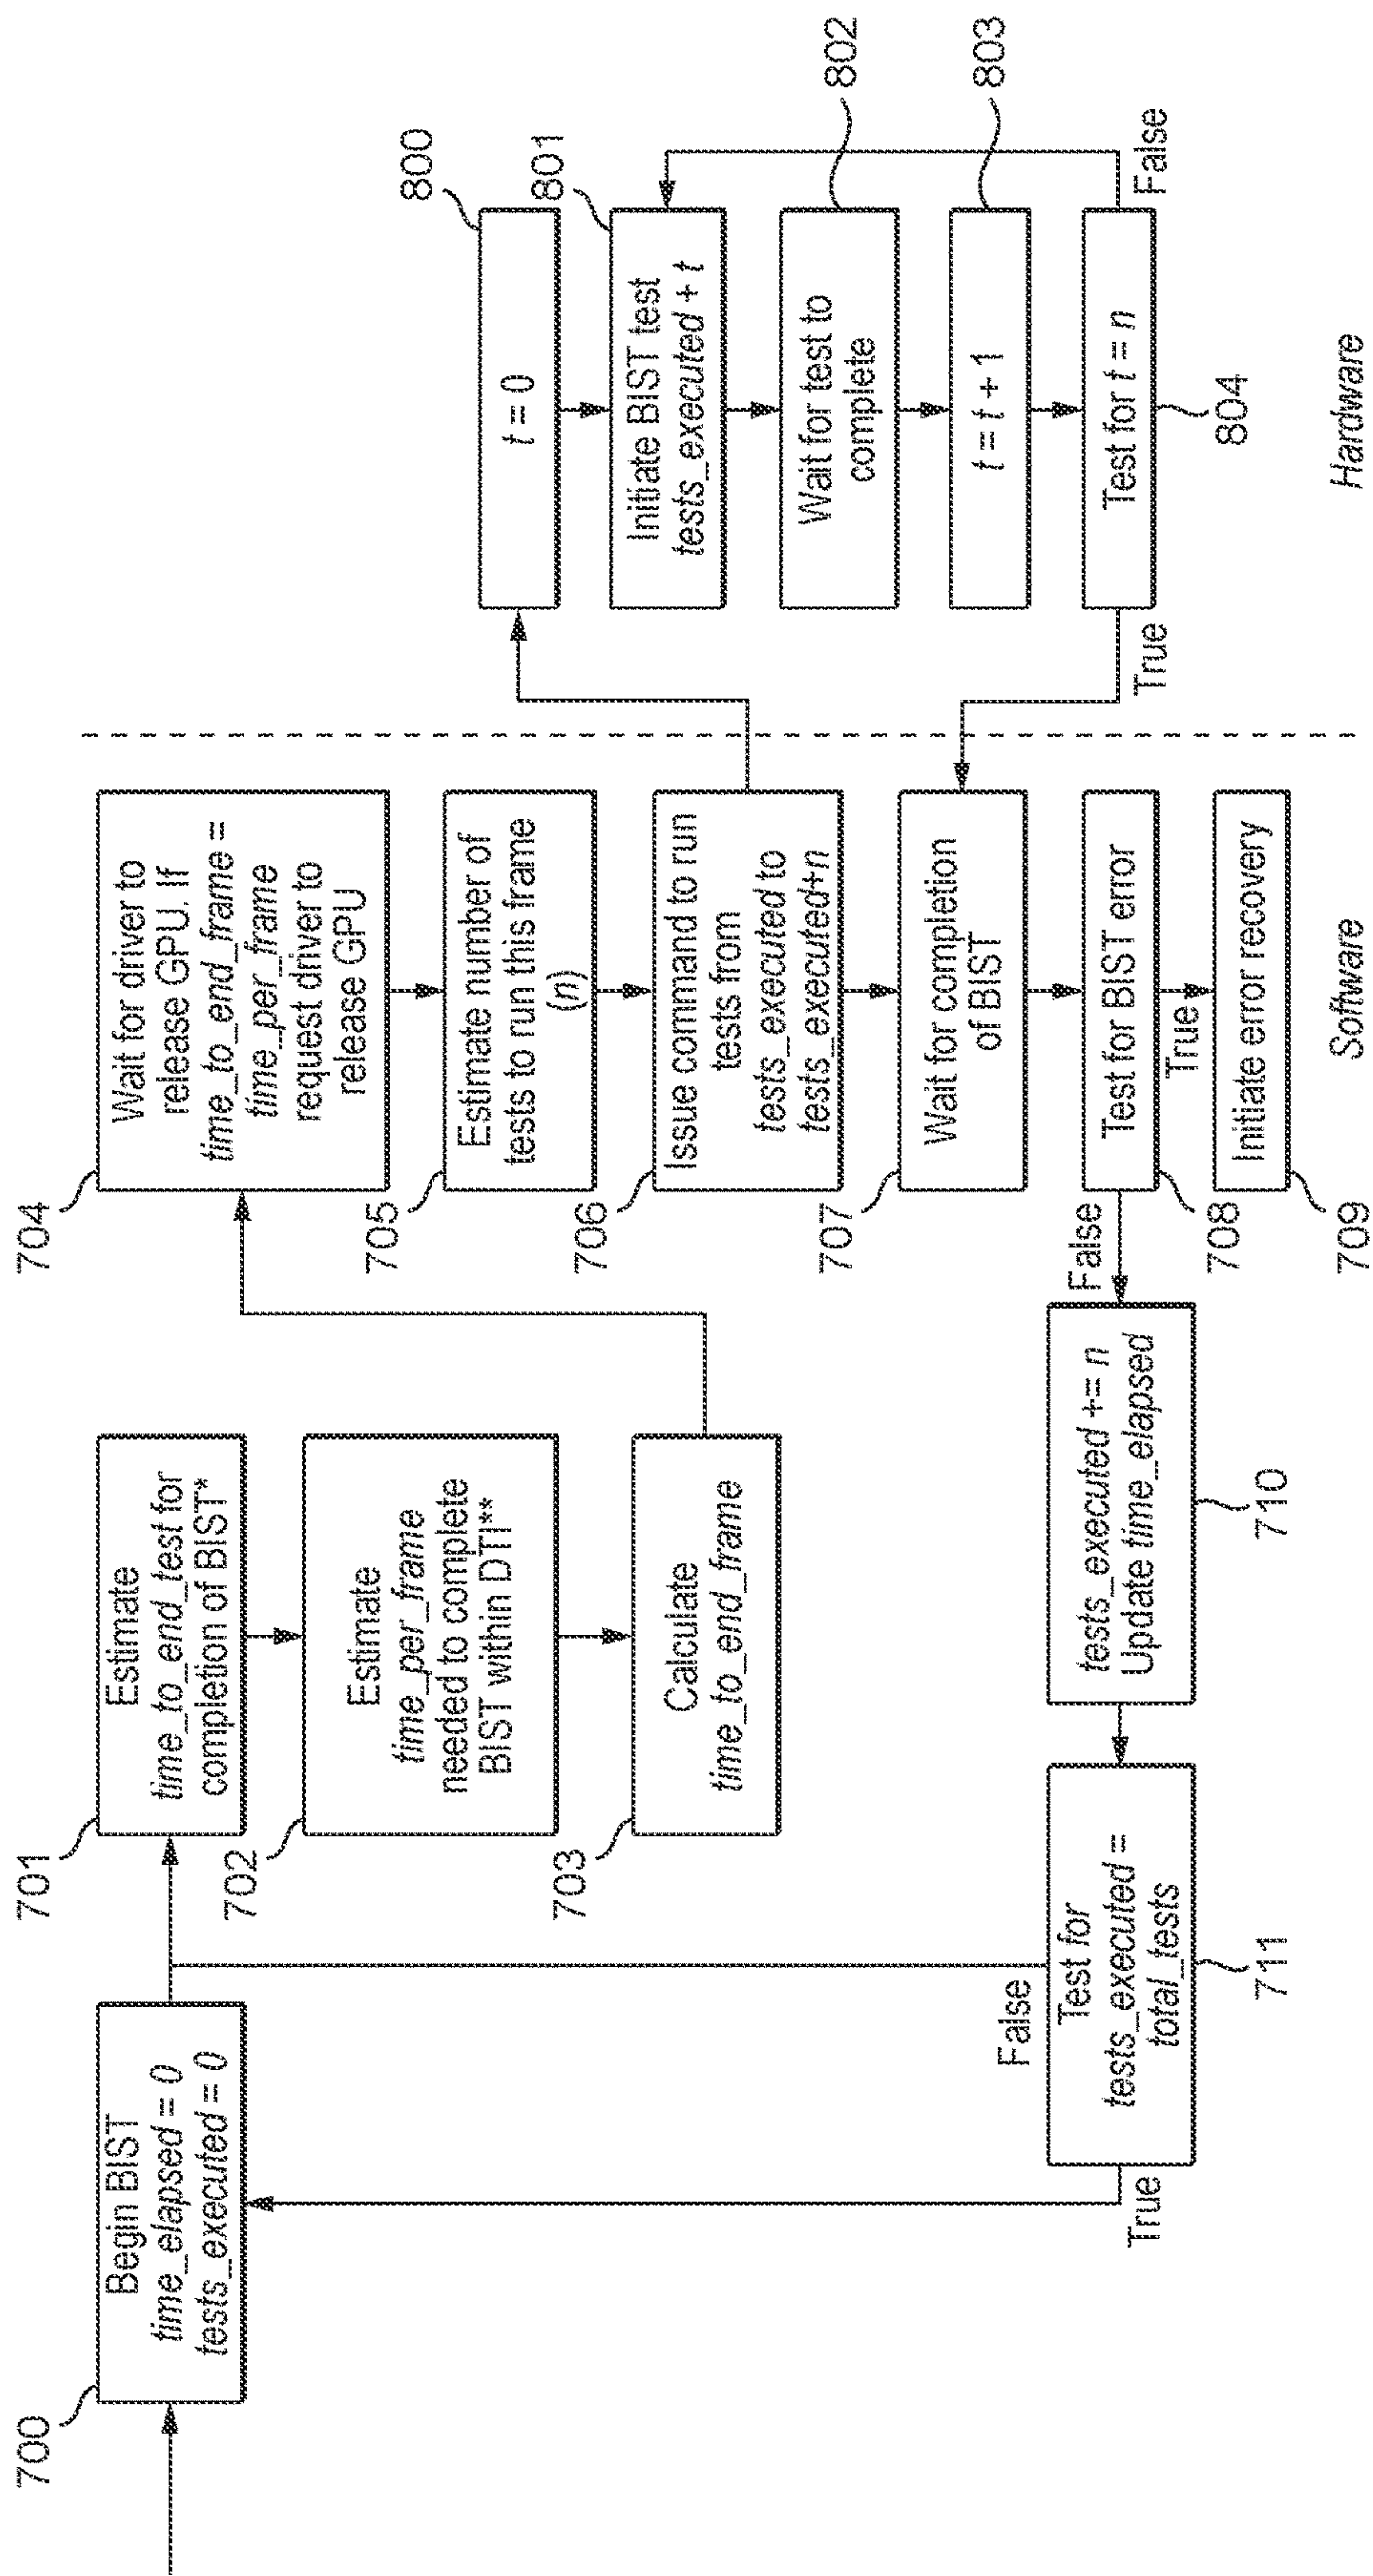 700
Begin BIST
time_elapsed = 0
tests_executed = 0
701
Estimate
time_to_end_test for
completion of BIST*
702
Estimate
time_per_frame
needed to complete
BIST within DTI**
703
Calculate
time_to_end_frame
704
Wait for driver to
release GPU. If
time_to_end_frame =
time_per_frame
request driver to
release GPU
705
Estimate number of
tests to run this frame
(n)
706
Issue command to run
tests from
tests_executed to
tests_executed+n
707
Wait for completion
of BIST
708
Test for BIST error
True
False
709
Initiate error recovery
710
tests_executed += n
Update time_elapsed
711
Test for
tests_executed =
total_tests
False
True
Software
800
t = 0
801
Initiate BIST test
tests_executed + t
802
Wait for test to
complete
803
t = t + 1
804
Test for t = n
True
False
Hardware